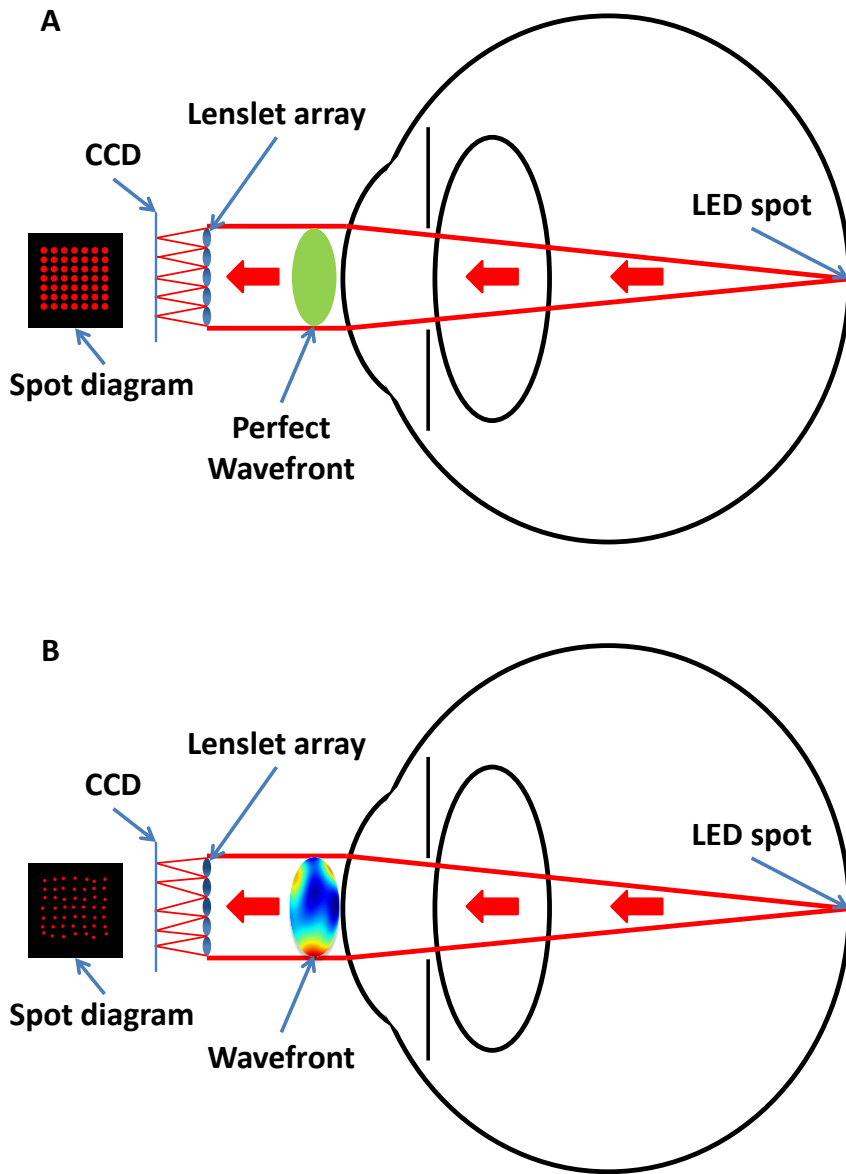 A
Lenslet array
CCD
LED spot
Spot diagram
Perfect
Wavefront
B
Lenslet array
CCD
LED spot
Spot diagram
Wavefront